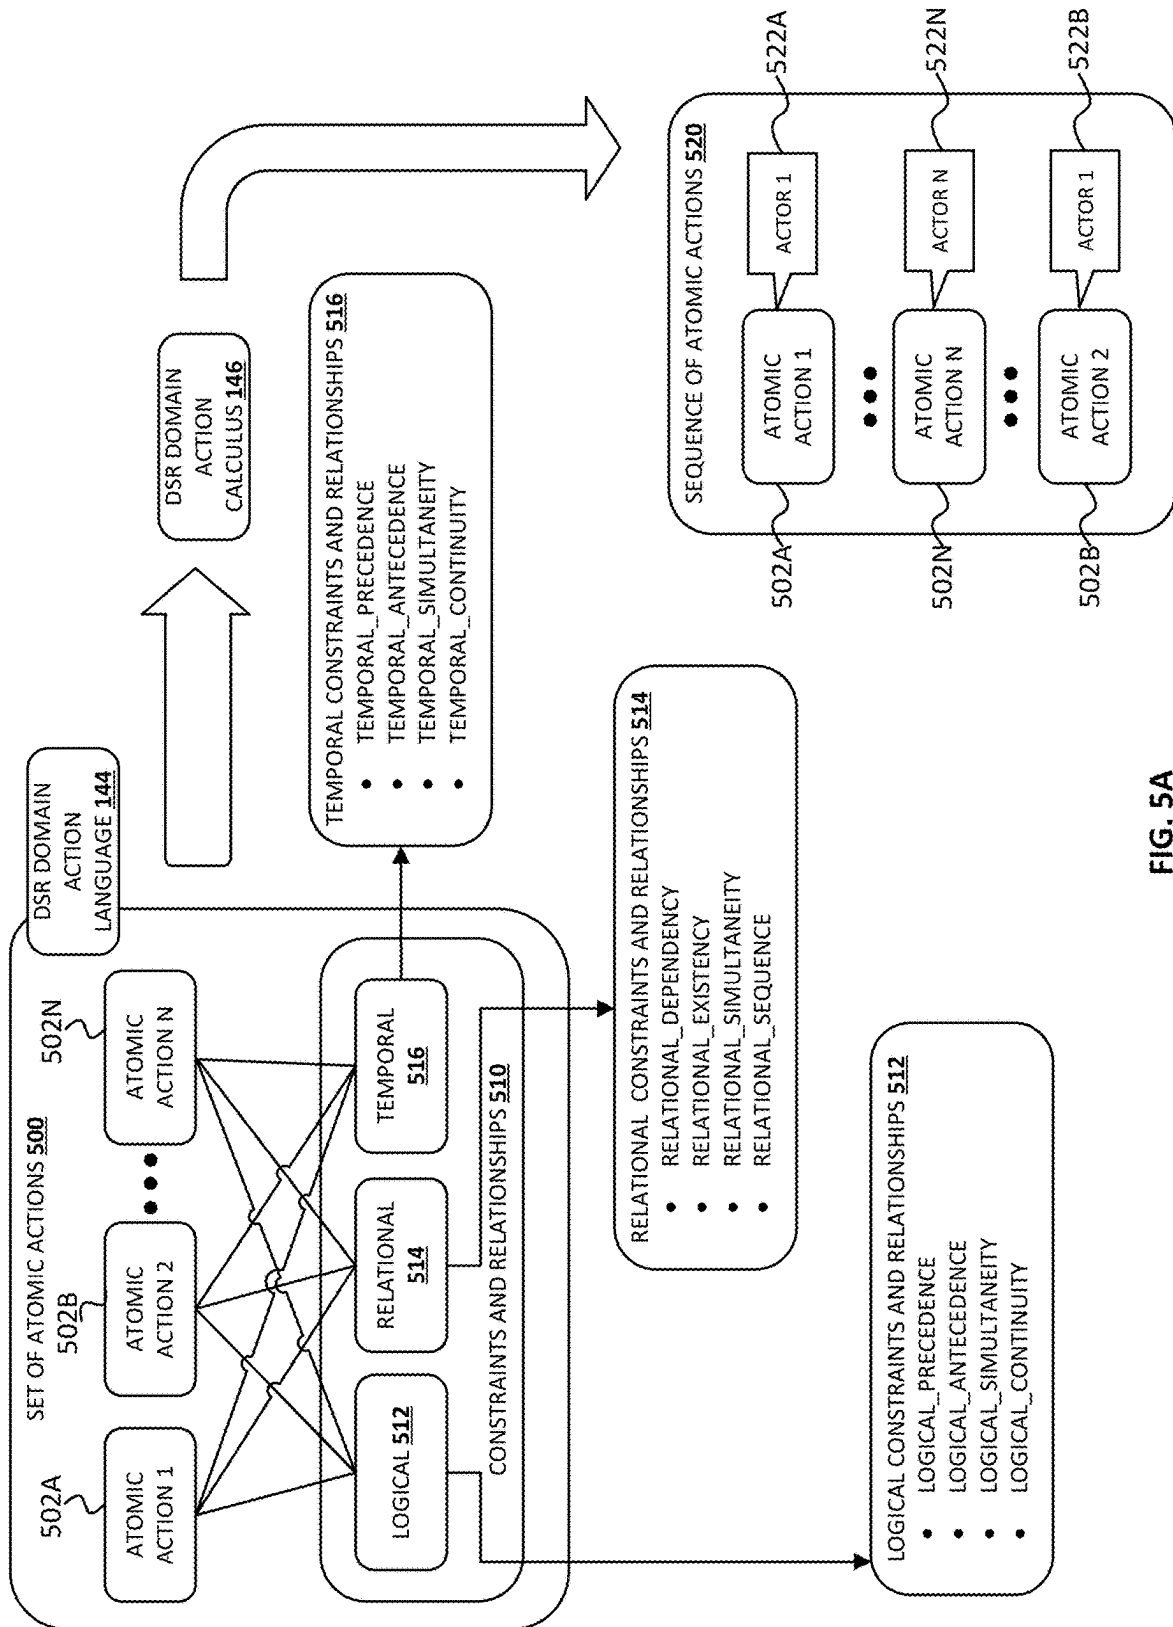 SET OF ATOMIC ACTIONS 500
502A
502B
502N
ATOMIC
ACTION 1
ATOMIC
ACTION 2
ATOMIC
ACTION N
LOGICAL 512
RELATIONAL
514
TEMPORAL
516
CONSTRAINTS AND RELATIONSHIPS 510
DSR DOMAIN
ACTION
LANGUAGE 144
DSR DOMAIN
ACTION
CALCULUS 146
LOGICAL CONSTRAINTS AND RELATIONSHIPS 512
• LOGICAL_PRECEDENCE
• LOGICAL_ANTECEDENCE
• LOGICAL_SIMULTANEITY
• LOGICAL_CONTINUITY
RELATIONAL CONSTRAINTS AND RELATIONSHIPS 514
• RELATIONAL_DEPENDENCY
• RELATIONAL_EXISTENCY
• RELATIONAL_SIMULTANEITY
• RELATIONAL_SEQUENCE
TEMPORAL CONSTRAINTS AND RELATIONSHIPS 516
• TEMPORAL_PRECEDENCE
• TEMPORAL_ANTECEDENCE
• TEMPORAL_SIMULTANEITY
• TEMPORAL_CONTINUITY
SEQUENCE OF ATOMIC ACTIONS 520
502A
ATOMIC
ACTION 1
ACTOR 1
522A
502N
ATOMIC
ACTION N
ACTOR N
522N
502B
ATOMIC
ACTION 2
ACTOR 1
522B
FIG. 5A